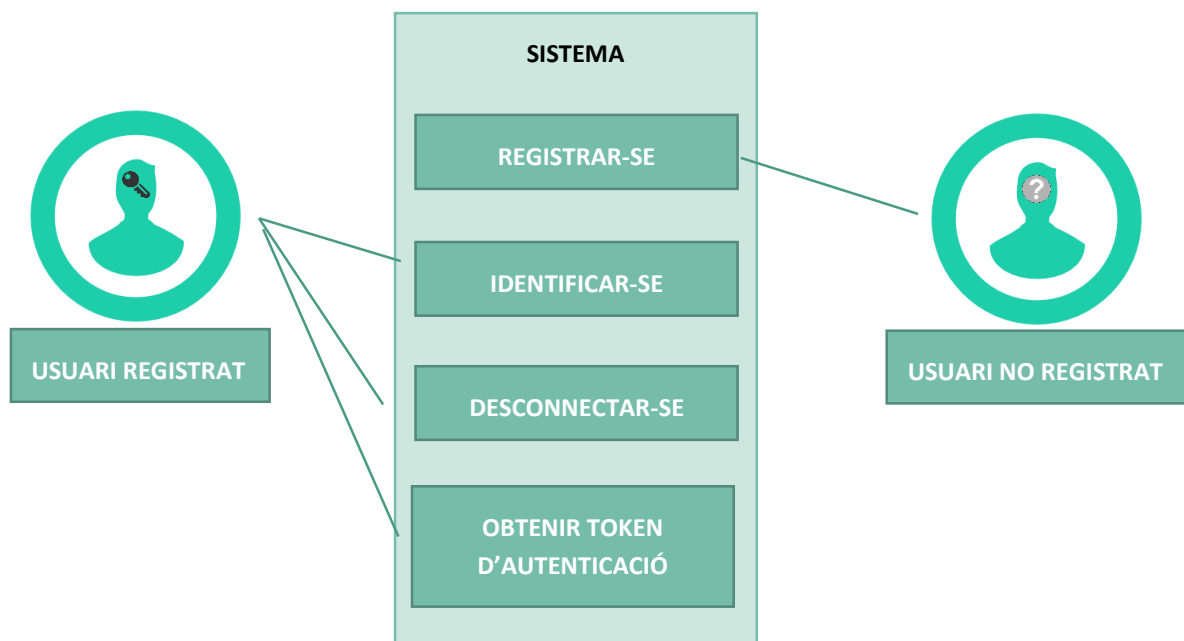 SISTEMA
REGISTRAR-SE
?
IDENTIFICAR-SE
USUARI REGISTRAT
USUARI NO REGISTRAT
DESCONNECTAR-SE
OBTENIR TOKEN
D’AUTENTICACIÓ